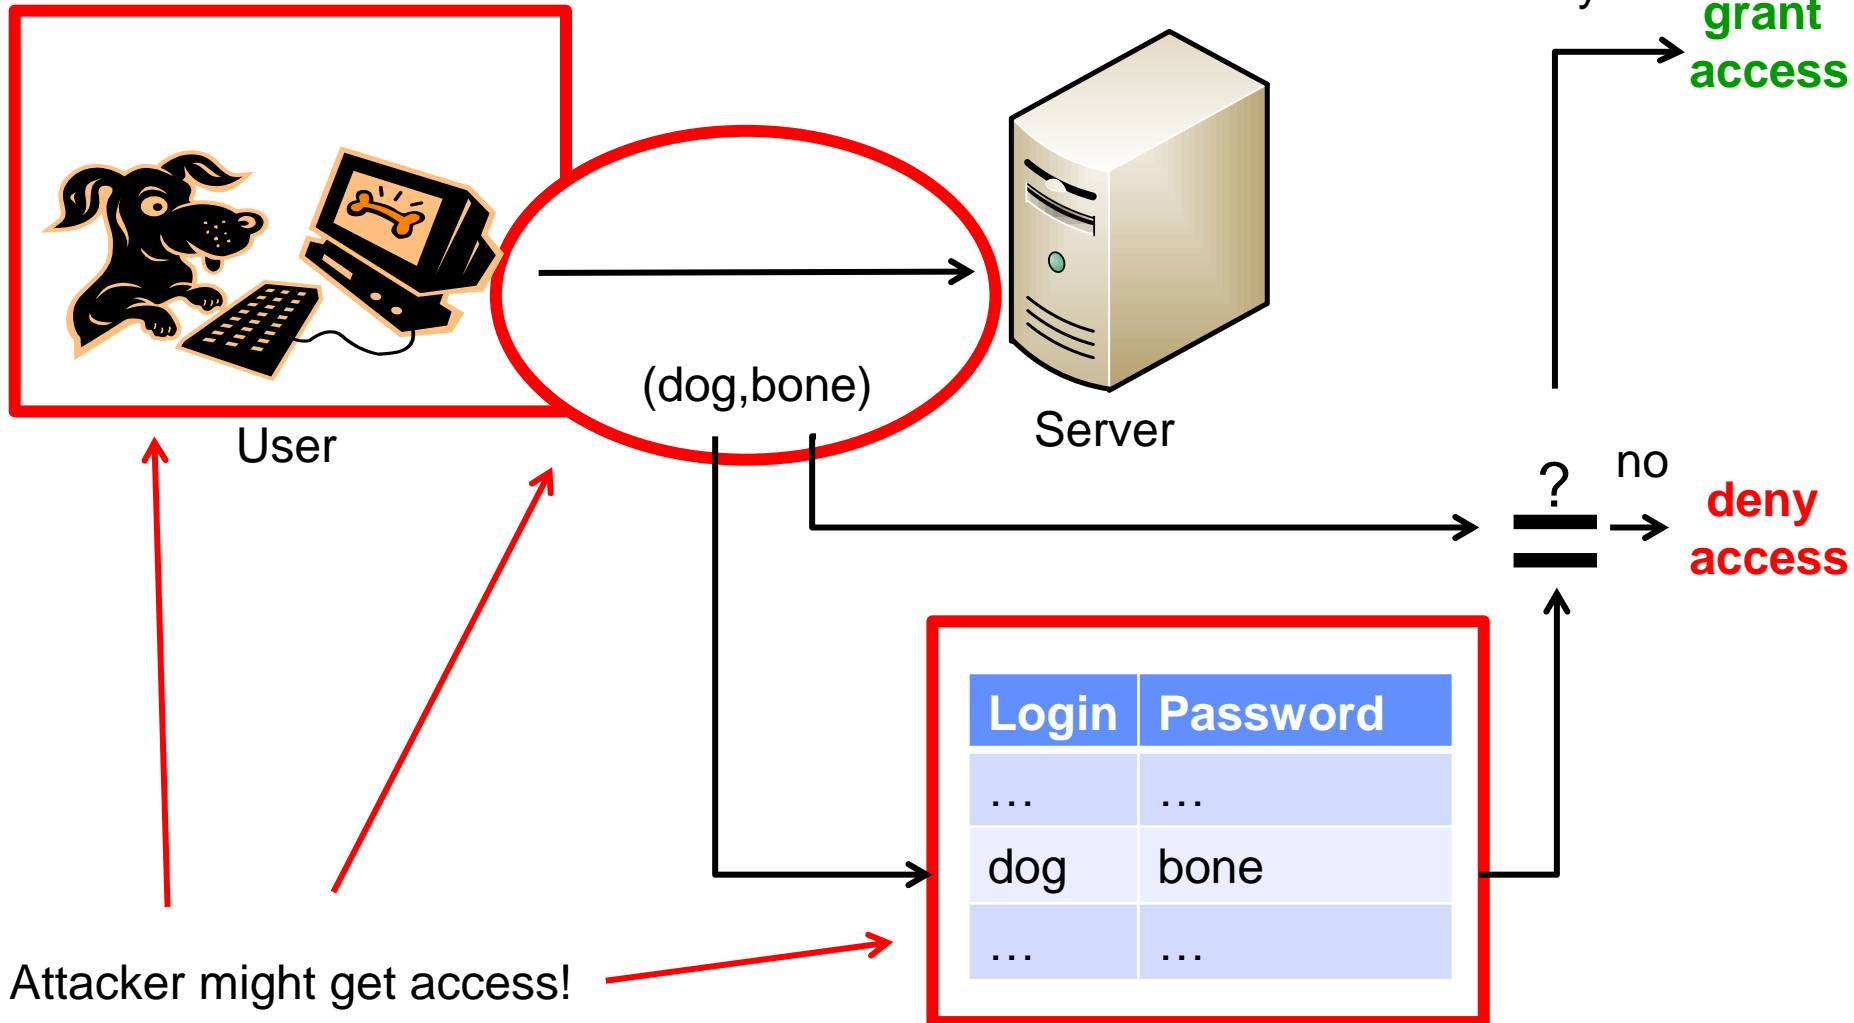 grant
access
(dog,bone)
User
Server
?
no
deny
access
Login Password
… …
dog bone
… …
Attacker might get access!